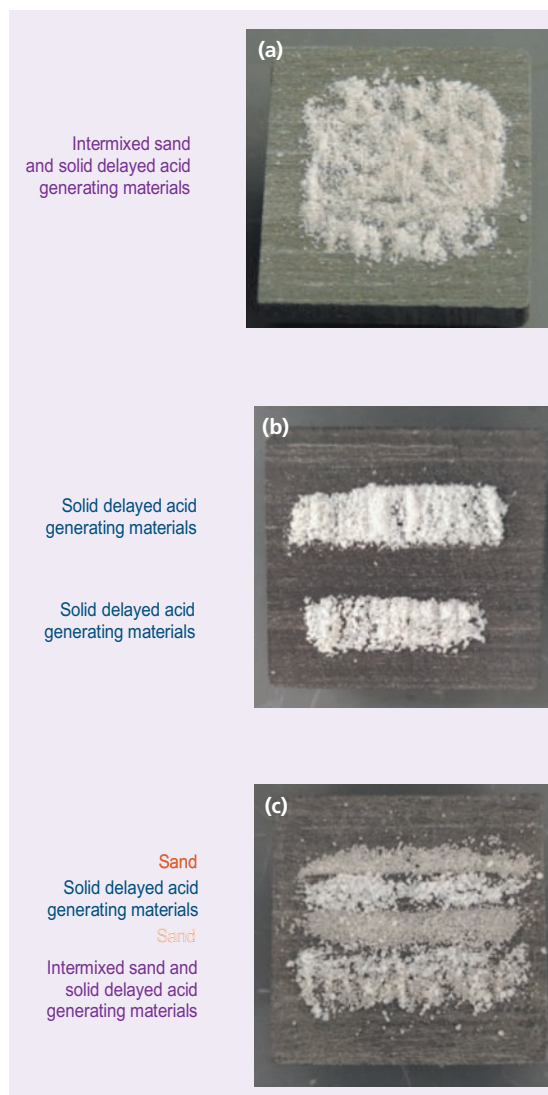 (a)
Intermixed sand
and solid delayed acid
generating materials
(b)
Solid delayed acid
generating materials
Solid delayed acid
generating materials
(c)
Sand
Solid delayed acid
generating materials
Sand
Intermixed sand and
solid delayed acid
generating materials